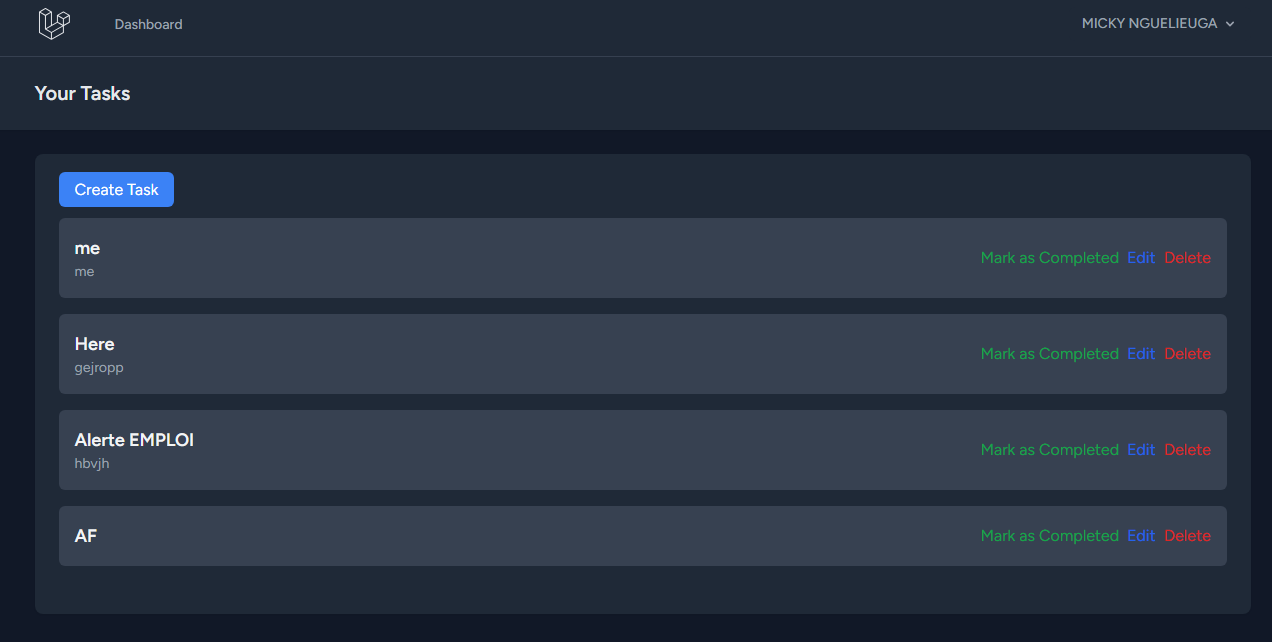 Dashboard
MICKY NGUELIEUGA
Your Tasks
Create Task
me
me
Mark as Completed Edit Delete
Here
gejropp
Mark as Completed Edit Delete
Alerte EMPLOI
hbvjh
Mark as Completed Edit Delete
AF
Mark as Completed Edit Delete